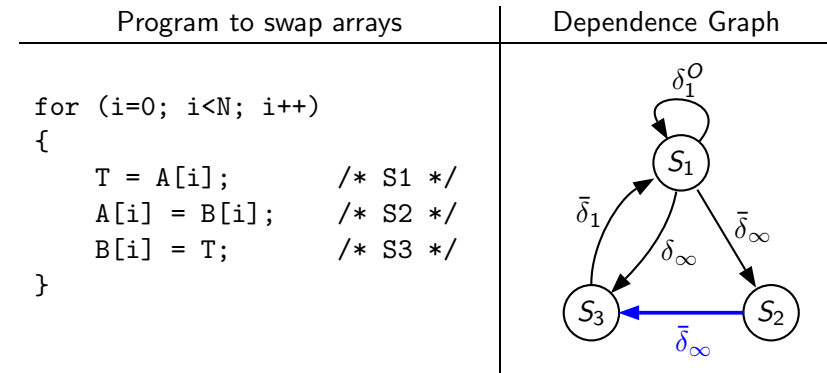 Program to swap arrays
Dependence Graph
for (i=0; i<N; i++)
{
T = A[i]; /* S1 */
A[i] = B[i]; /* S2 */
B[i] = T; /* S3 */
}
δ₁ᴼ
S₁
δ̄₁
δ∞
δ̄∞
S₃
S₂
δ̄∞